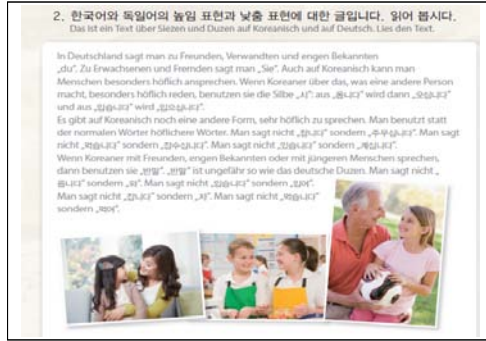 2. 한국어와 독일어의 높임 표현과 낮춤 표현에 대한 글입니다. 읽어 봅시다.
Das ist ein Text über Siezen und Duzen auf Koreanisch und auf Deutsch. Lies den Text.
In Deutschland sagt man zu Freunden, Verwandten und engen Bekannten
„du“. Zu Erwachsenen und Fremden sagt man „Sie“. Auch auf Koreanisch kann man
Menschen besonders höflich ansprechen. Wenn Koreaner über das, was eine andere Person
macht, besonders höflich reden, benutzen sie die Silbe „시“: aus „옵니다“ wird dann „오십니다“
und aus „입습니다“ wird „입으십니다“.
Es gibt auf Koreanisch noch eine andere Form, sehr höflich zu sprechen. Man benutzt statt
der normalen Wörter höflichere Wörter. Man sagt nicht „잡니다“ sondern „주무십니다“. Man sagt
nicht „먹습니다“ sondern „잡수십니다“. Man sagt nicht „있습니다“ sondern „계십니다“.
Wenn Koreaner mit Freunden, engen Bekannten oder mit jüngeren Menschen sprechen,
dann benutzen sie „반말“. „반말“ ist ungefähr so wie das deutsche Duzen. Man sagt nicht „
옵니다“ sondern „와“. Man sagt nicht „있습니다“ sondern „있어“.
Man sagt nicht „잡니다“ sondern „자“. Man sagt nicht „먹습니다“
sondern „먹어“.